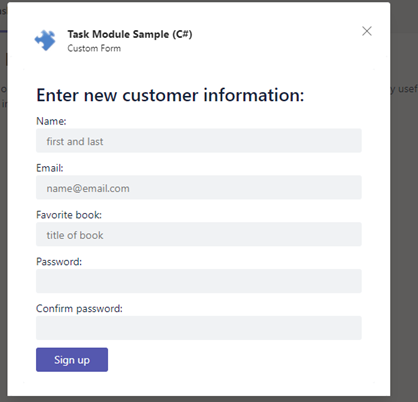 Task Module Sample (C#)
Custom Form
Enter new customer information:
Name:
first and last
Email:
name@email.com
Favorite book:
title of book
Password:
Confirm password:
Sign up